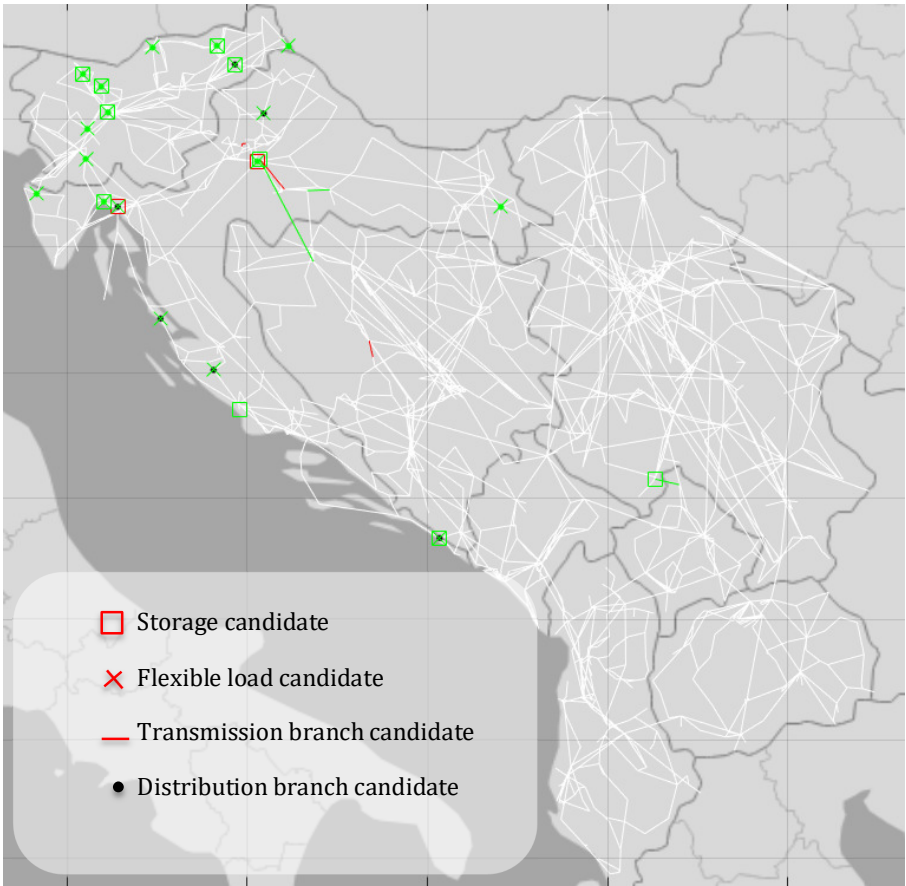 Storage candidate
Flexible load candidate
Transmission branch candidate
Distribution branch candidate